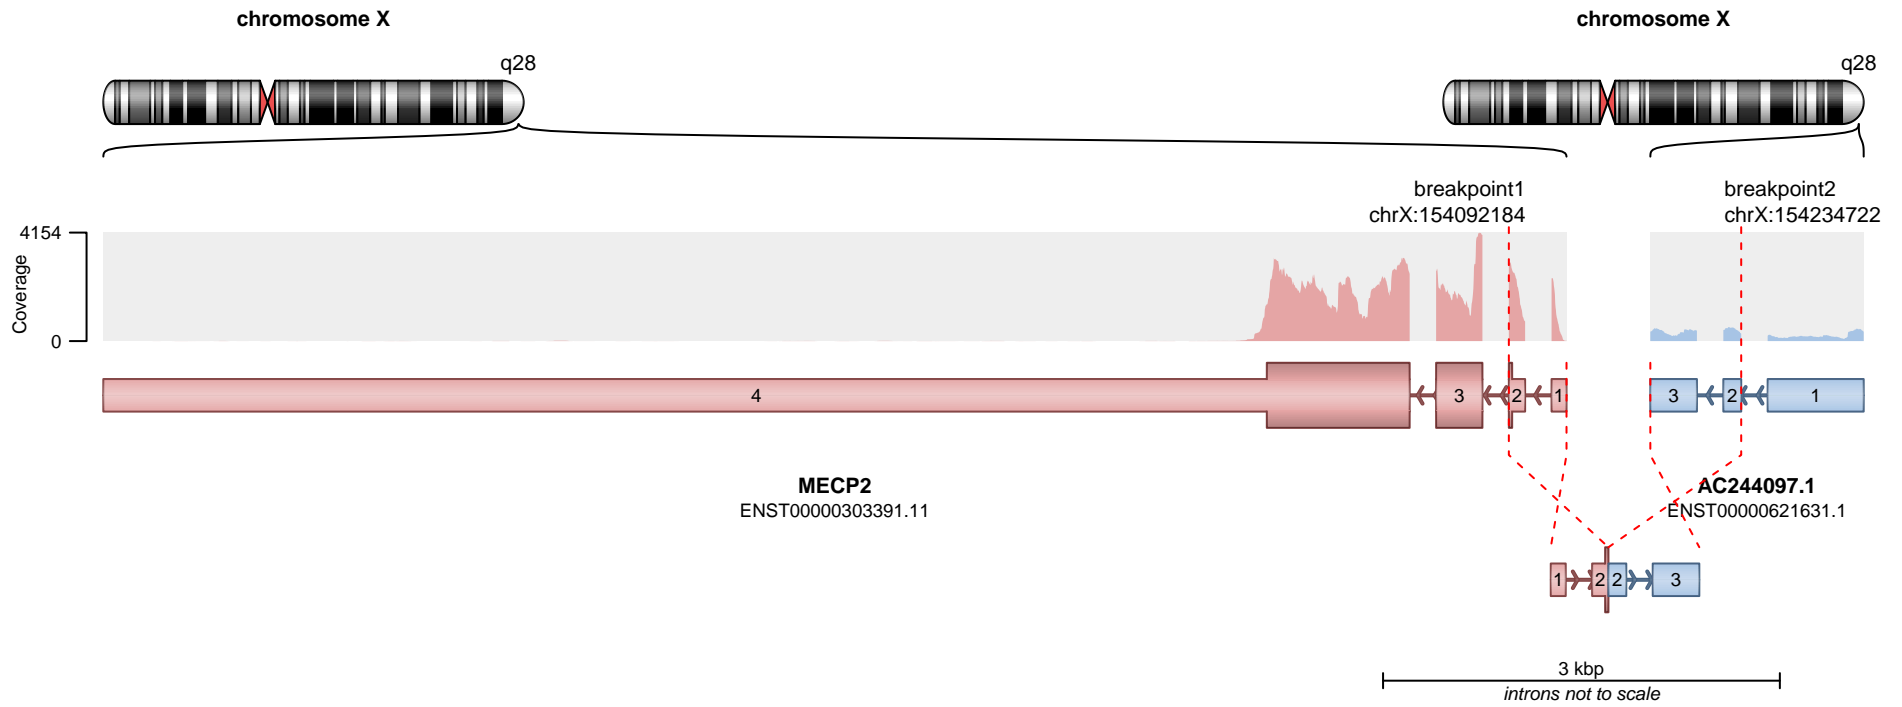 chromosome X
chromosome X
q28
q28
breakpoint1
chrX:154092184
breakpoint2
chrX:154234722
4154
Coverage
0
4
3
2
1
3
2
1
MECP2
ENST00000303391.11
AC244097.1
ENST00000621631.1
1
2
2
3
3 kbp
introns not to scale